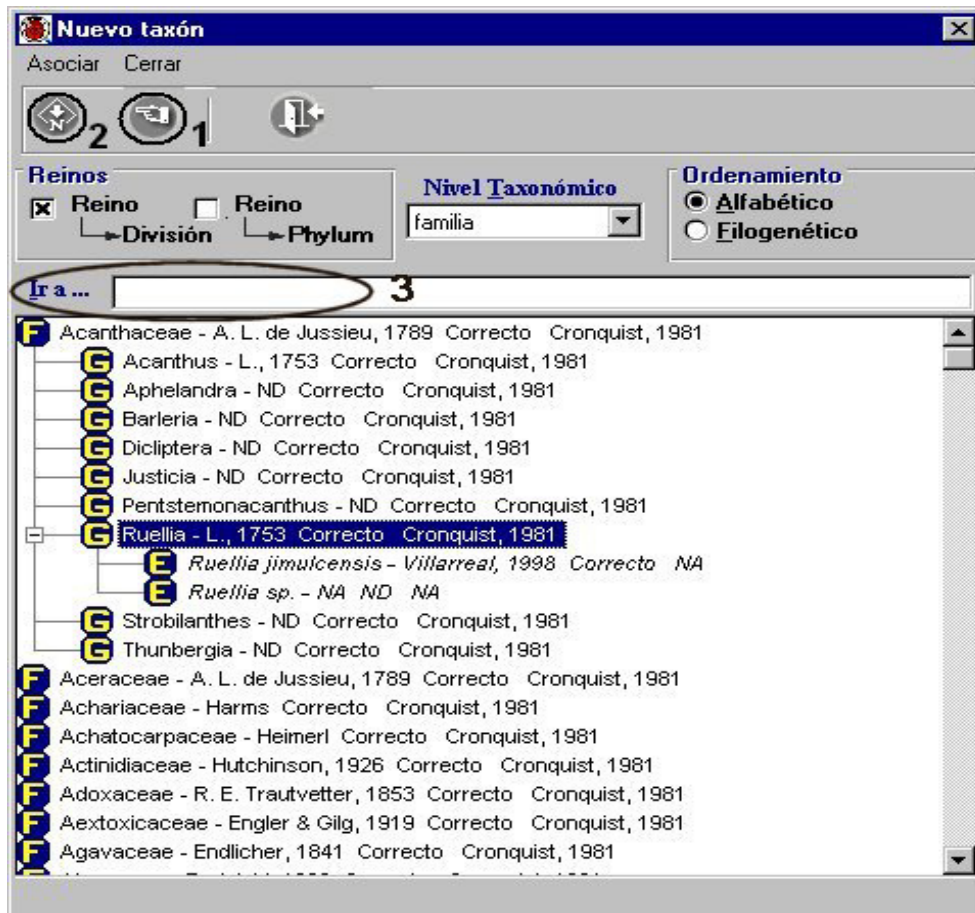 Nuevo taxón
Asociar Cerrar
N 2 1
Reinos
Reino
División
Reino
Phylum
Nivel Taxonómico
familia
Ordenamiento
Alfabético
Filogenético
Ir a ... 3
F Acanthaceae - A. L. de Jussieu, 1789 Correcto Cronquist, 1981
G Acanthus - L., 1753 Correcto Cronquist, 1981
G Aphelandra - ND Correcto Cronquist, 1981
G Barleria - ND Correcto Cronquist, 1981
G Dicliptera - ND Correcto Cronquist, 1981
G Justicia - ND Correcto Cronquist, 1981
G Pentstemonacanthus - ND Correcto Cronquist, 1981
G Ruellia - L., 1753 Correcto Cronquist, 1981
E Ruellia jimulcensis - Villarreal, 1998 Correcto NA
E Ruellia sp. - NA ND NA
G Strobilanthes - ND Correcto Cronquist, 1981
G Thunbergia - ND Correcto Cronquist, 1981
F Aceraceae - A. L. de Jussieu, 1789 Correcto Cronquist, 1981
F Achariaceae - Harms Correcto Cronquist, 1981
F Achatocarpaceae - Heimerl Correcto Cronquist, 1981
F Actinidiaceae - Hutchinson, 1926 Correcto Cronquist, 1981
F Adoxaceae - R. E. Trautvetter, 1853 Correcto Cronquist, 1981
F Aextoxicaceae - Engler & Gilg, 1919 Correcto Cronquist, 1981
F Agavaceae - Endlicher, 1841 Correcto Cronquist, 1981